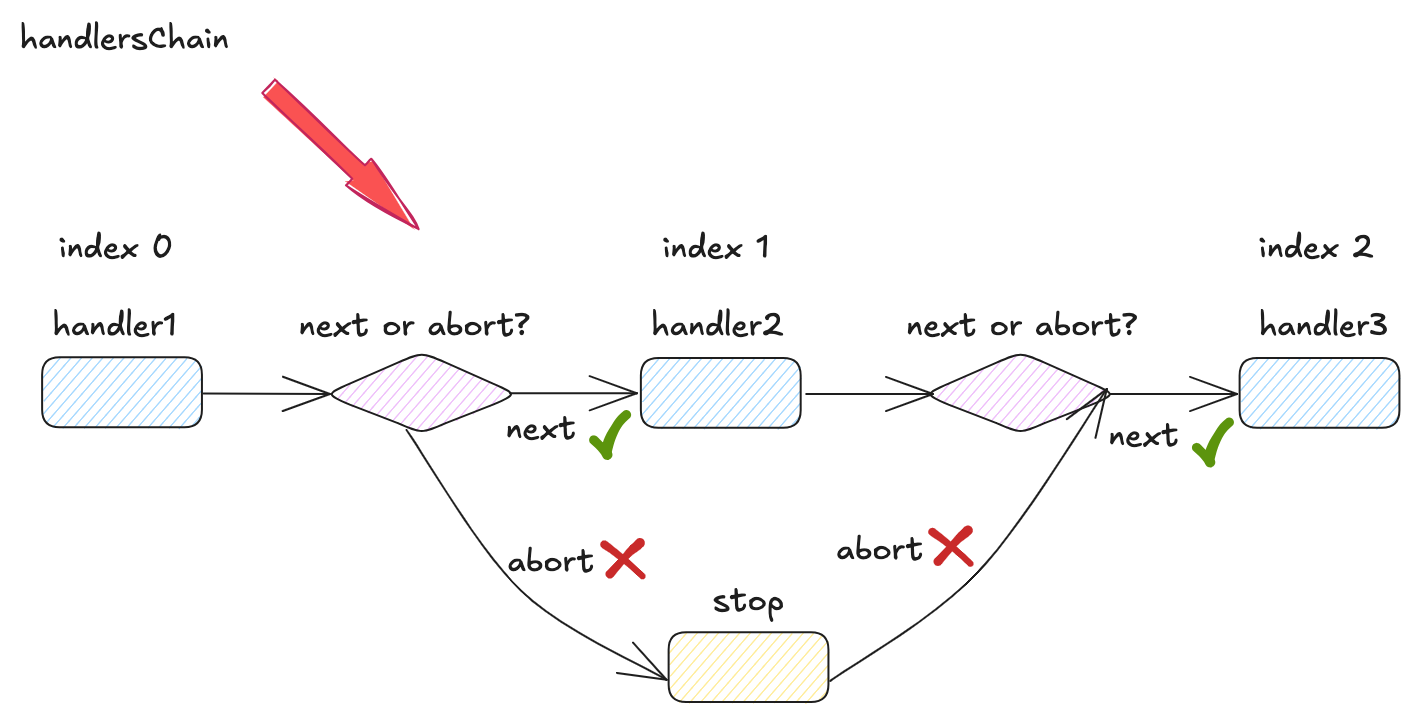 handlersChain
index 0
index 1
index 2
handler1
next or abort?
handler2
next or abort?
handler3
next
next
abort
abort
stop